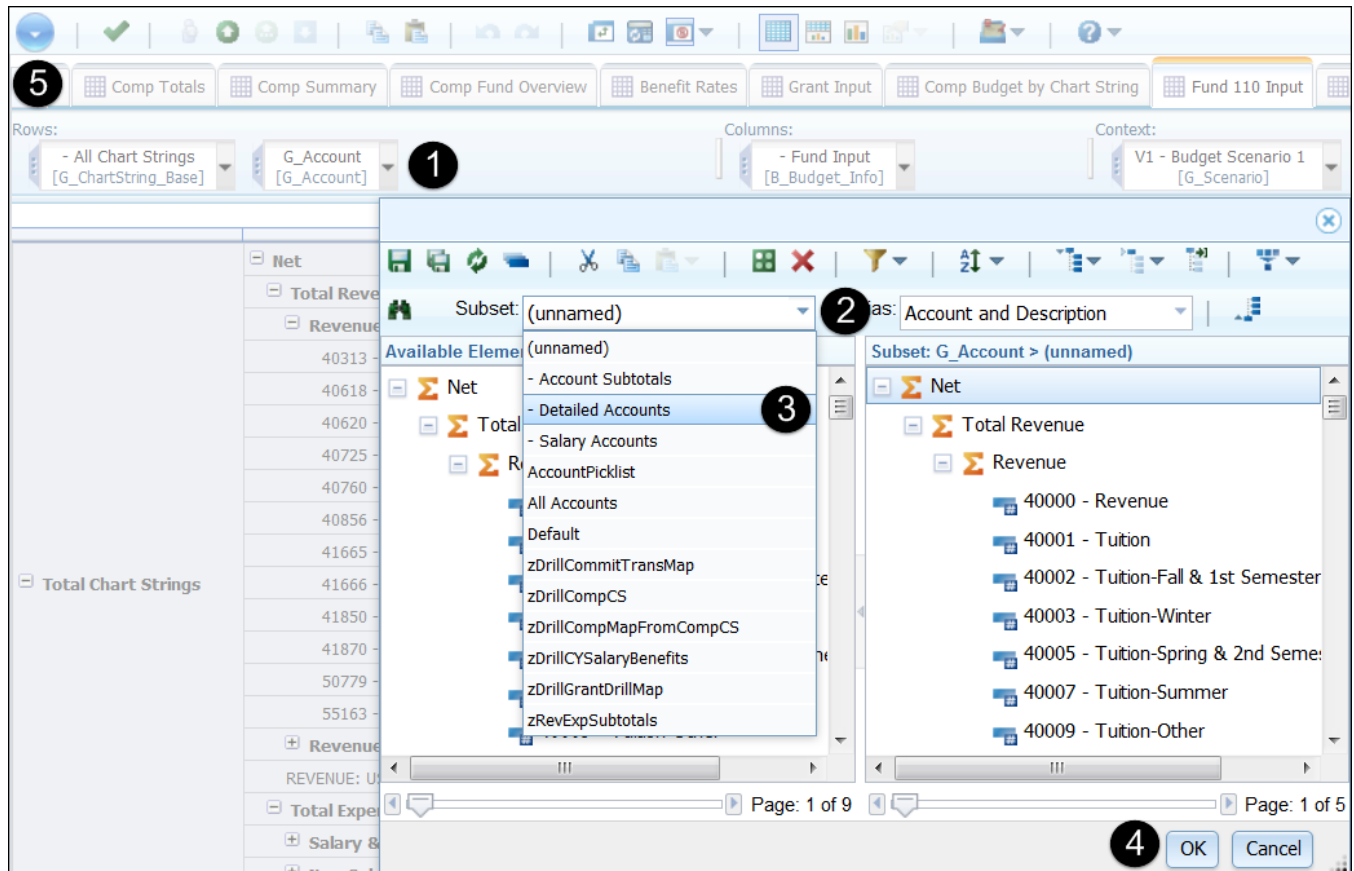 5
Comp Totals
Comp Summary
Comp Fund Overview
Benefit Rates
Grant Input
Comp Budget by Chart String
Fund 110 Input
Rows:
- All Chart Strings
[G_ChartString_Base]
G_Account
[G_Account]
1
Columns:
- Fund Input
[B_Budget_Info]
Context:
V1 - Budget Scenario 1
[G_Scenario]
Net
Total Reve
Revenue
40313 -
40618 -
40620 -
40725 -
40760 -
40856 -
41665 -
Total Chart Strings
41666 -
41850 -
41870 -
50779 -
55163 -
Revenue
REVENUE: U
Total Expe
Salary &
Subset:
(unnamed)
2
as:
Account and Description
Available Eleme
(unnamed)
- Account Subtotals
- Detailed Accounts
3
- Salary Accounts
AccountPicklist
All Accounts
Default
zDrillCommitTransMap
zDrillCompCS
zDrillCompMapFromCompCS
zDrillCYSalaryBenefits
zDrillGrantDrillMap
zRevExpSubtotals
Net
Total
Re
Page: 1 of 9
Subset: G_Account > (unnamed)
Net
Total Revenue
Revenue
40000 - Revenue
40001 - Tuition
40002 - Tuition-Fall & 1st Semester
40003 - Tuition-Winter
40005 - Tuition-Spring & 2nd Semes
40007 - Tuition-Summer
40009 - Tuition-Other
Page: 1 of 5
4
OK
Cancel